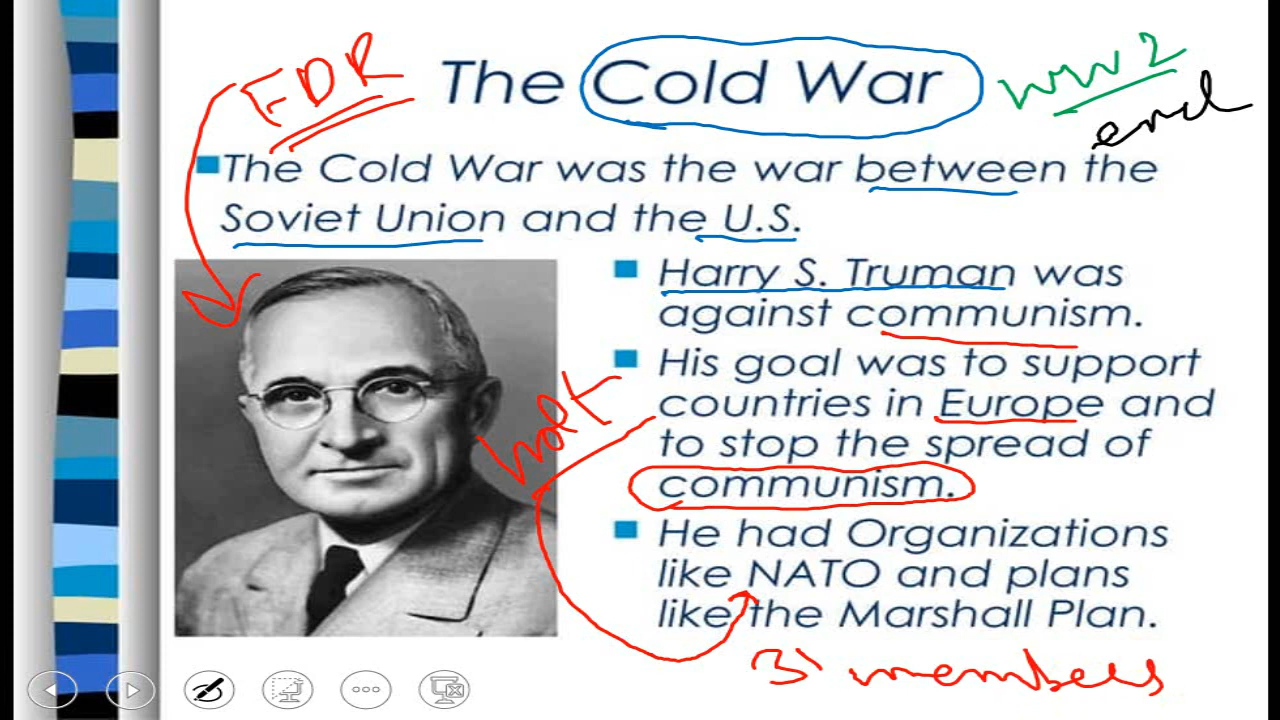 FDR
The Cold War
WW2
end
The Cold War was the war between the
Soviet Union and the U.S.
Harry S. Truman was
against communism.
His goal was to support
countries in Europe and
to stop the spread of
communism.
He had Organizations
like NATO and plans
like the Marshall Plan.
members